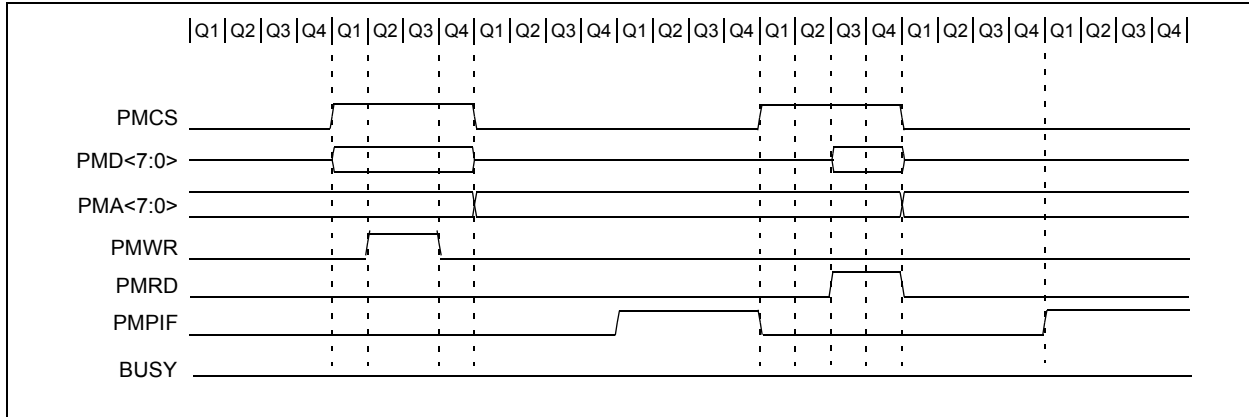 |Q1|Q2|Q3|Q4|Q1|Q2|Q3|Q4|Q1|Q2|Q3|Q4|Q1|Q2|Q3|Q4|Q1|Q2|Q3|Q4|Q1|Q2|Q3|Q4|Q1|Q2|Q3|Q4|
PMCS
PMD<7:0>
PMA<7:0>
PMWR
PMRD
PMPIF
BUSY